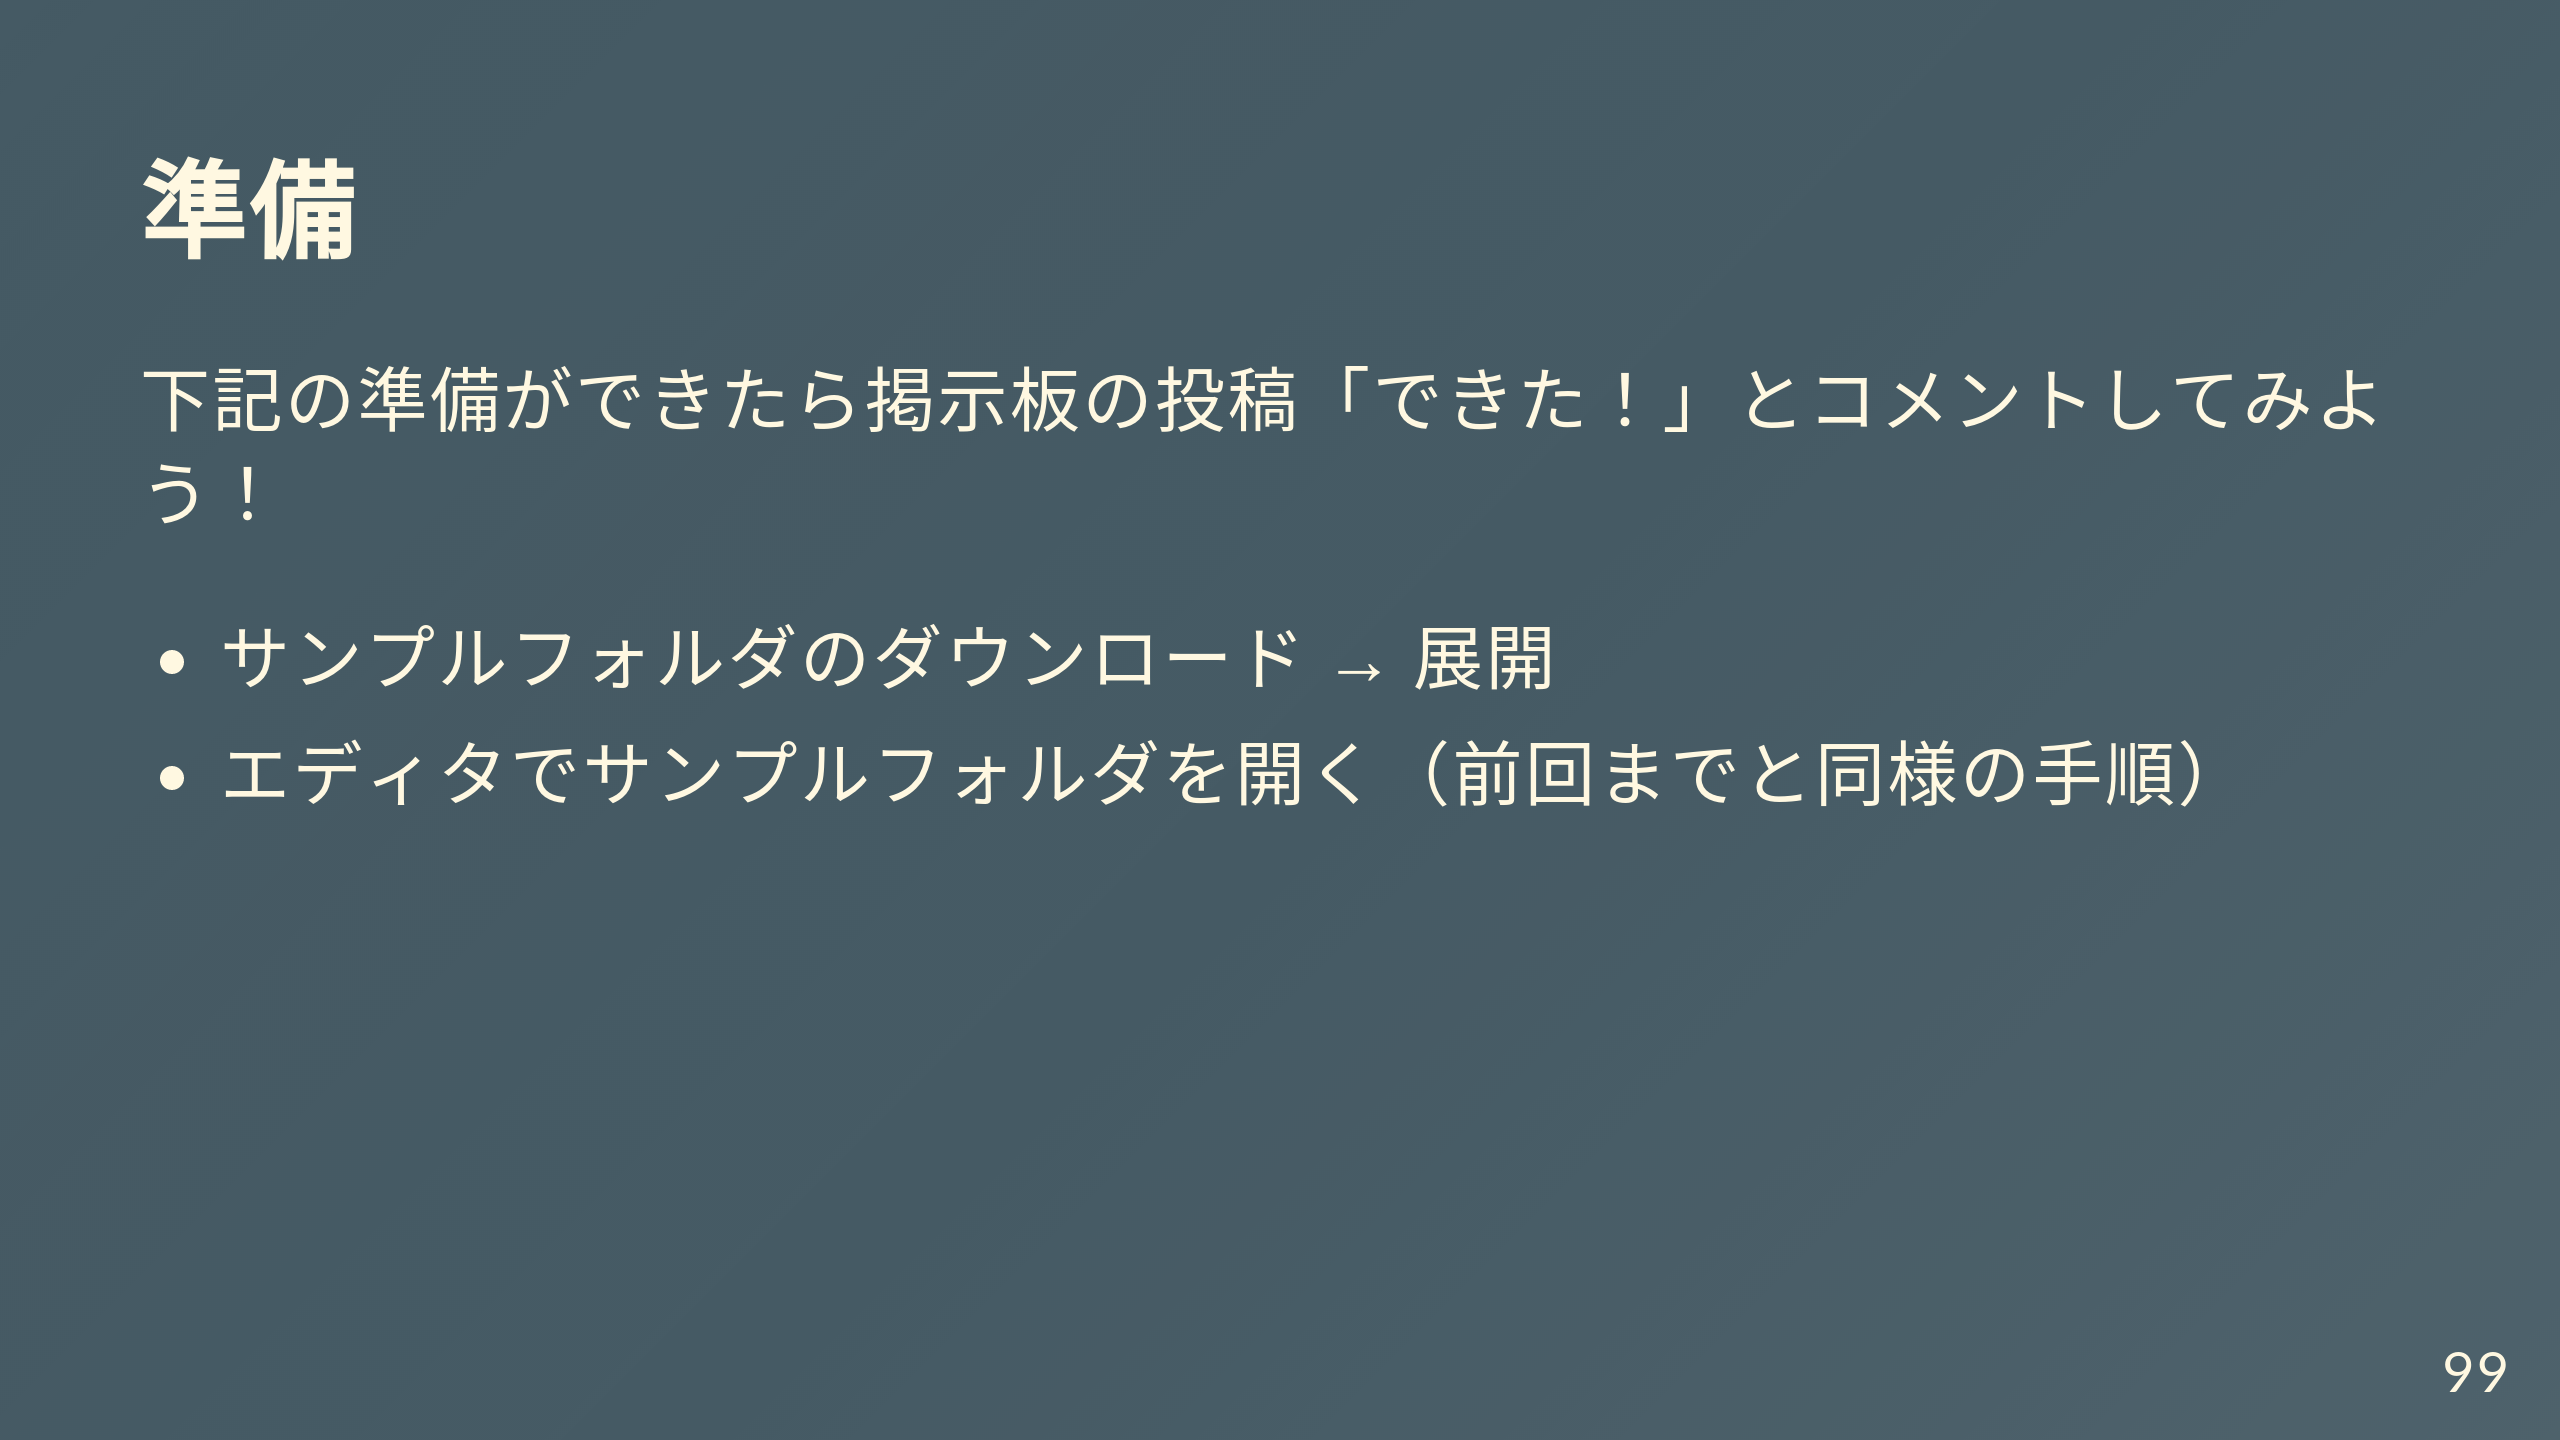 準備
下記の準備ができたら掲示板の投稿「できた！」とコメントしてみよ
う！
• サンプルフォルダのダウンロード → 展開
• エディタでサンプルフォルダを開く（前回までと同様の手順）
99